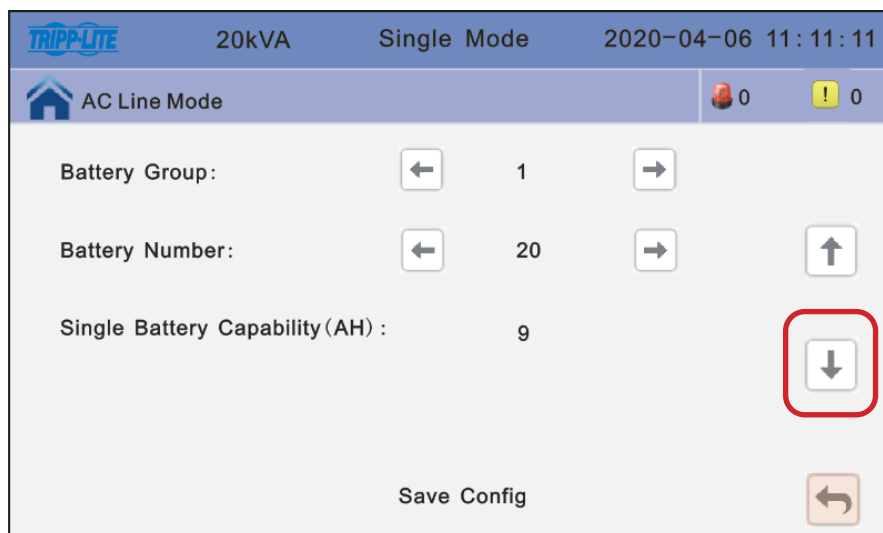 TRIPP-LITE 20kVA Single Mode 2020-04-06 11:11:11
AC Line Mode 0 ! 0
Battery Group: 1
Battery Number: 20
Single Battery Capability(AH): 9
Save Config